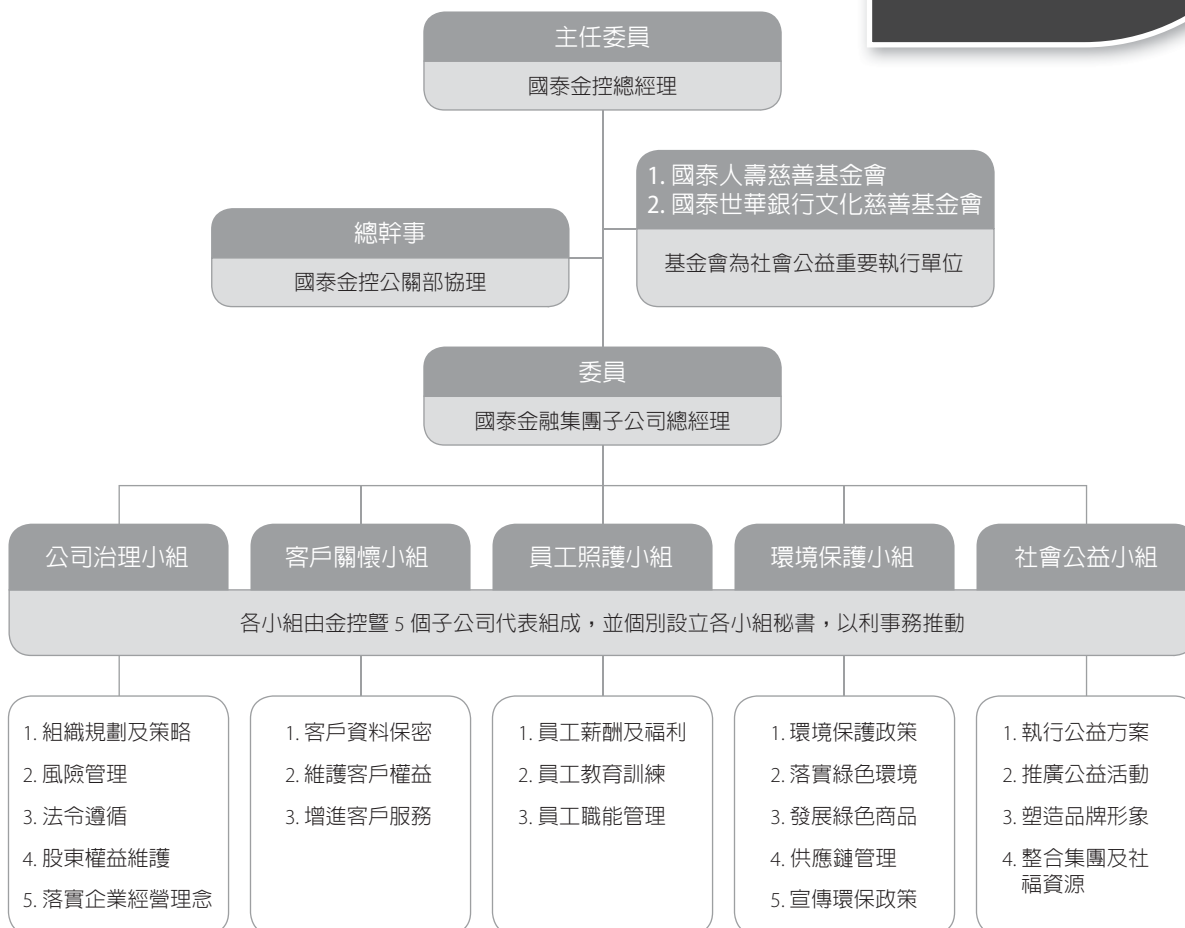 主任委員
國泰金控總經理
1. 國泰人壽慈善基金會
2. 國泰世華銀行文化慈善基金會
基金會為社會公益重要執行單位
總幹事
國泰金控公關部協理
委員
國泰金融集團子公司總經理
公司治理小組
客戶關懷小組
員工照護小組
環境保護小組
社會公益小組
各小組由金控暨 5 個子公司代表組成，並個別設立各小組秘書，以利事務推動
1. 組織規劃及策略
2. 風險管理
3. 法令遵循
4. 股東權益維護
5. 落實企業經營理念
1. 客戶資料保密
2. 維護客戶權益
3. 增進客戶服務
1. 員工薪酬及福利
2. 員工教育訓練
3. 員工職能管理
1. 環境保護政策
2. 落實綠色環境
3. 發展綠色商品
4. 供應鏈管理
5. 宣傳環保政策
1. 執行公益方案
2. 推廣公益活動
3. 塑造品牌形象
4. 整合集團及社
福資源